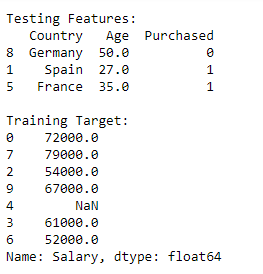 Testing Features:
Country Age Purchased
8 Germany 50.0 0
1 Spain 27.0 1
5 France 35.0 1
Training Target:
0 72000.0
7 79000.0
2 54000.0
9 67000.0
4 NaN
3 61000.0
6 52000.0
Name: Salary, dtype: float64